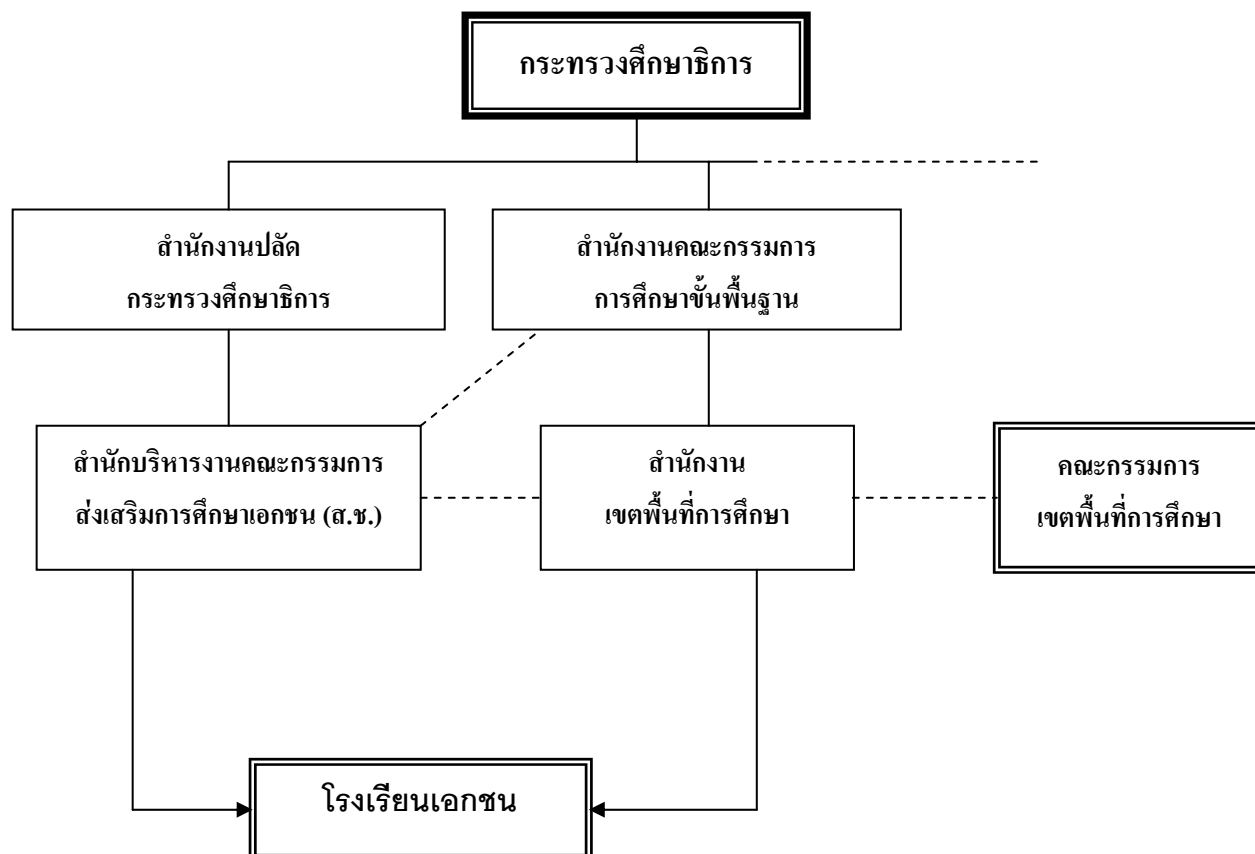 กระทรวงศึกษาธิการ
สำนักงานปลัด
กระทรวงศึกษาธิการ
สำนักงานคณะกรรมการ
การศึกษาขั้นพื้นฐาน
สำนักบริหารงานคณะกรรมการ
ส่งเสริมการศึกษาเอกชน (ส.ช.)
สำนักงาน
เขตพื้นที่การศึกษา
คณะกรรมการ
เขตพื้นที่การศึกษา
โรงเรียนเอกชน